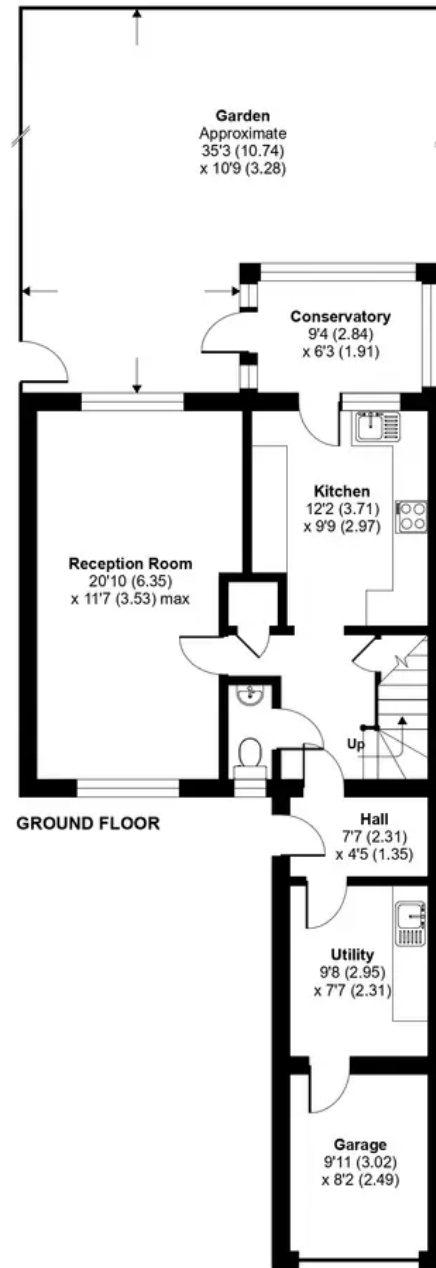 Garden
Approximate
35'3 (10.74)
x 10'9 (3.28)
Conservatory
9'4 (2.84)
x 6'3 (1.91)
Kitchen
12'2 (3.71)
x 9'9 (2.97)
Reception Room
20'10 (6.35)
x 11'7 (3.53) max
Up
GROUND FLOOR
Hall
7'7 (2.31)
x 4'5 (1.35)
Utility
9'8 (2.95)
x 7'7 (2.31)
Garage
9'11 (3.02)
x 8'2 (2.49)